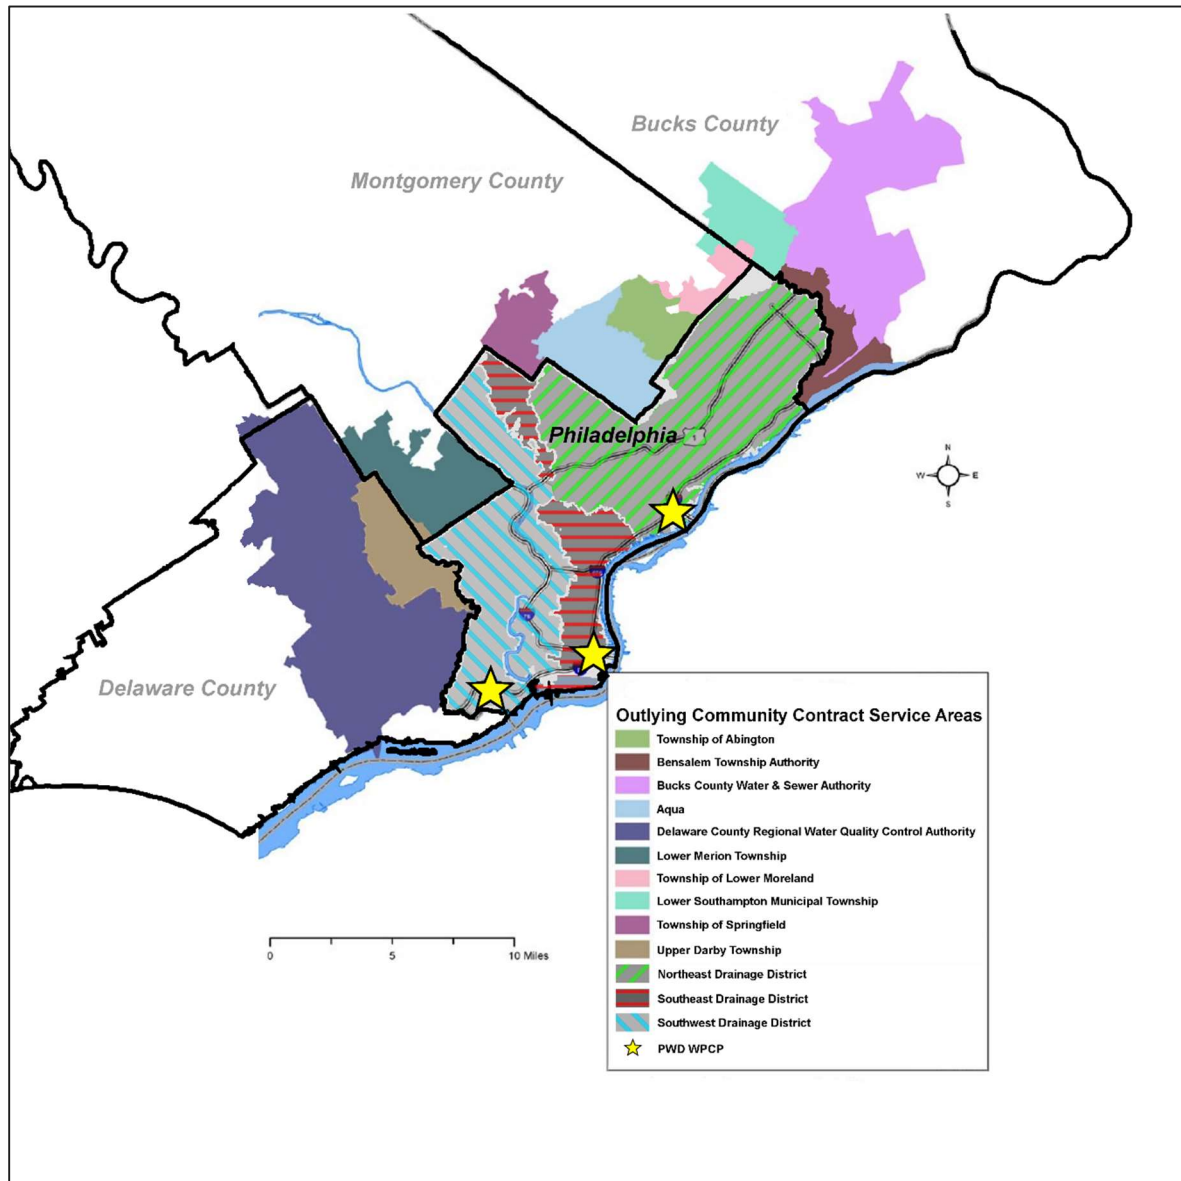 Bucks County
Montgomery County
Philadelphia
1
N
W E
S
Delaware County
Outlying Community Contract Service Areas
Township of Abington
Bensalem Township Authority
Bucks County Water & Sewer Authority
Aqua
Delaware County Regional Water Quality Control Authority
Lower Merion Township
Township of Lower Moreland
Lower Southampton Municipal Township
Township of Springfield
Upper Darby Township
Northeast Drainage District
Southeast Drainage District
Southwest Drainage District
PWD WPCP
0 5 10 Miles